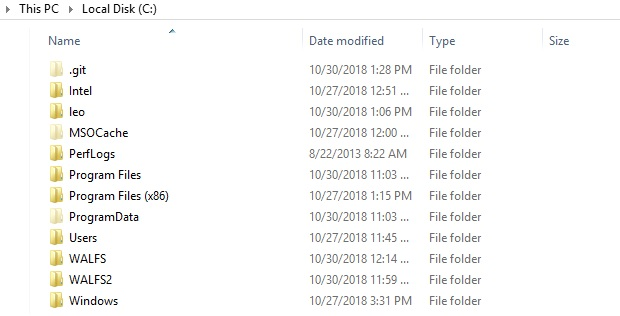 This PC Local Disk (C:)
Name Date modified Type Size
.git 10/30/2018 1:28 PM File folder
Intel 10/27/2018 12:51 ... File folder
leo 10/30/2018 1:06 PM File folder
MSOCache 10/27/2018 12:00 ... File folder
PerfLogs 8/22/2013 8:22 AM File folder
Program Files 10/30/2018 11:03 ... File folder
Program Files (x86) 10/27/2018 1:15 PM File folder
ProgramData 10/30/2018 11:03 ... File folder
Users 10/27/2018 11:45 ... File folder
WALFS 10/30/2018 12:14 ... File folder
WALFS2 10/30/2018 11:59 ... File folder
Windows 10/27/2018 3:31 PM File folder